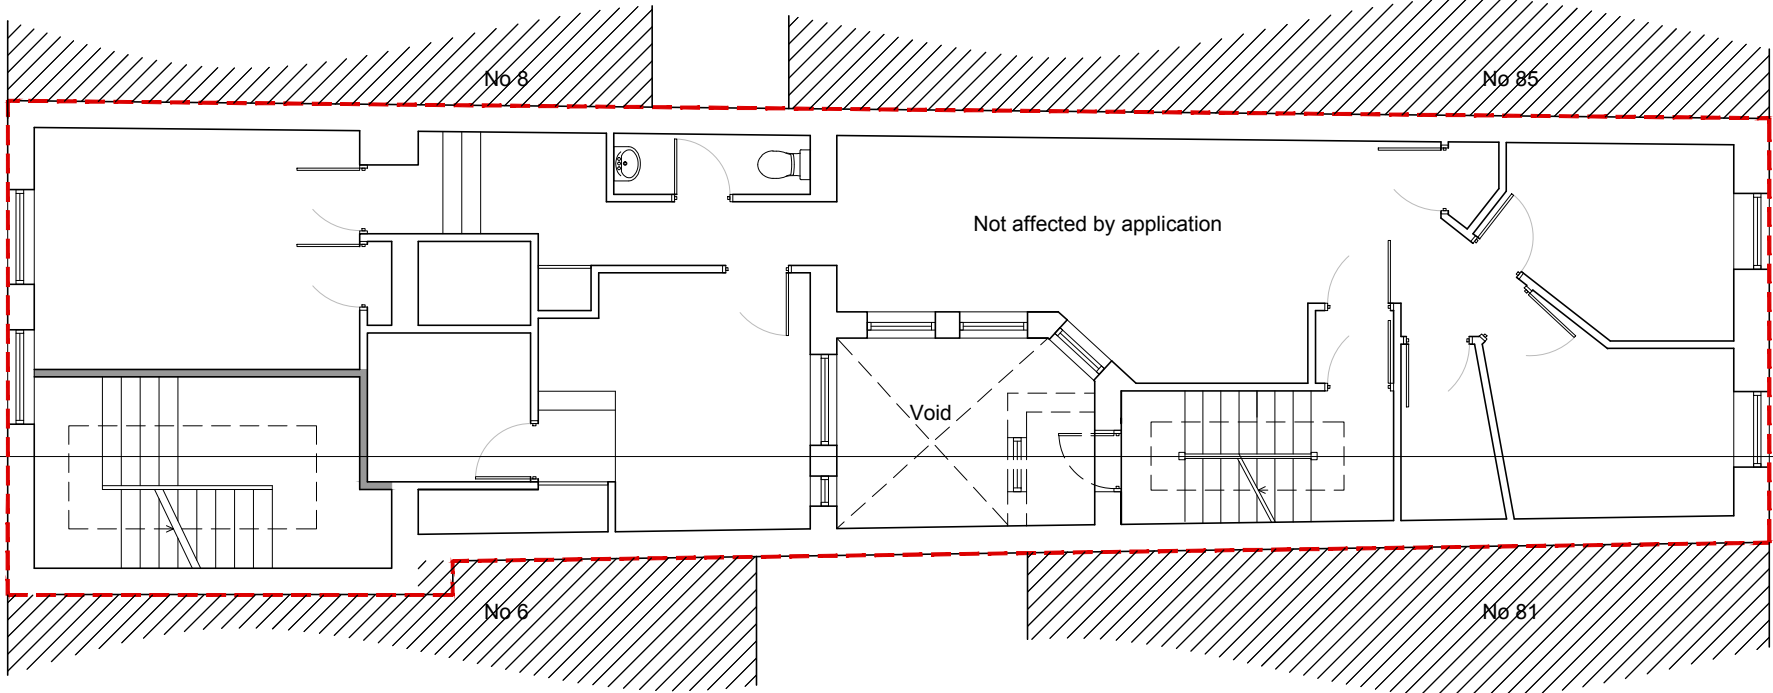 No 8
No 85
Not affected by application
Void
No 6
No 81